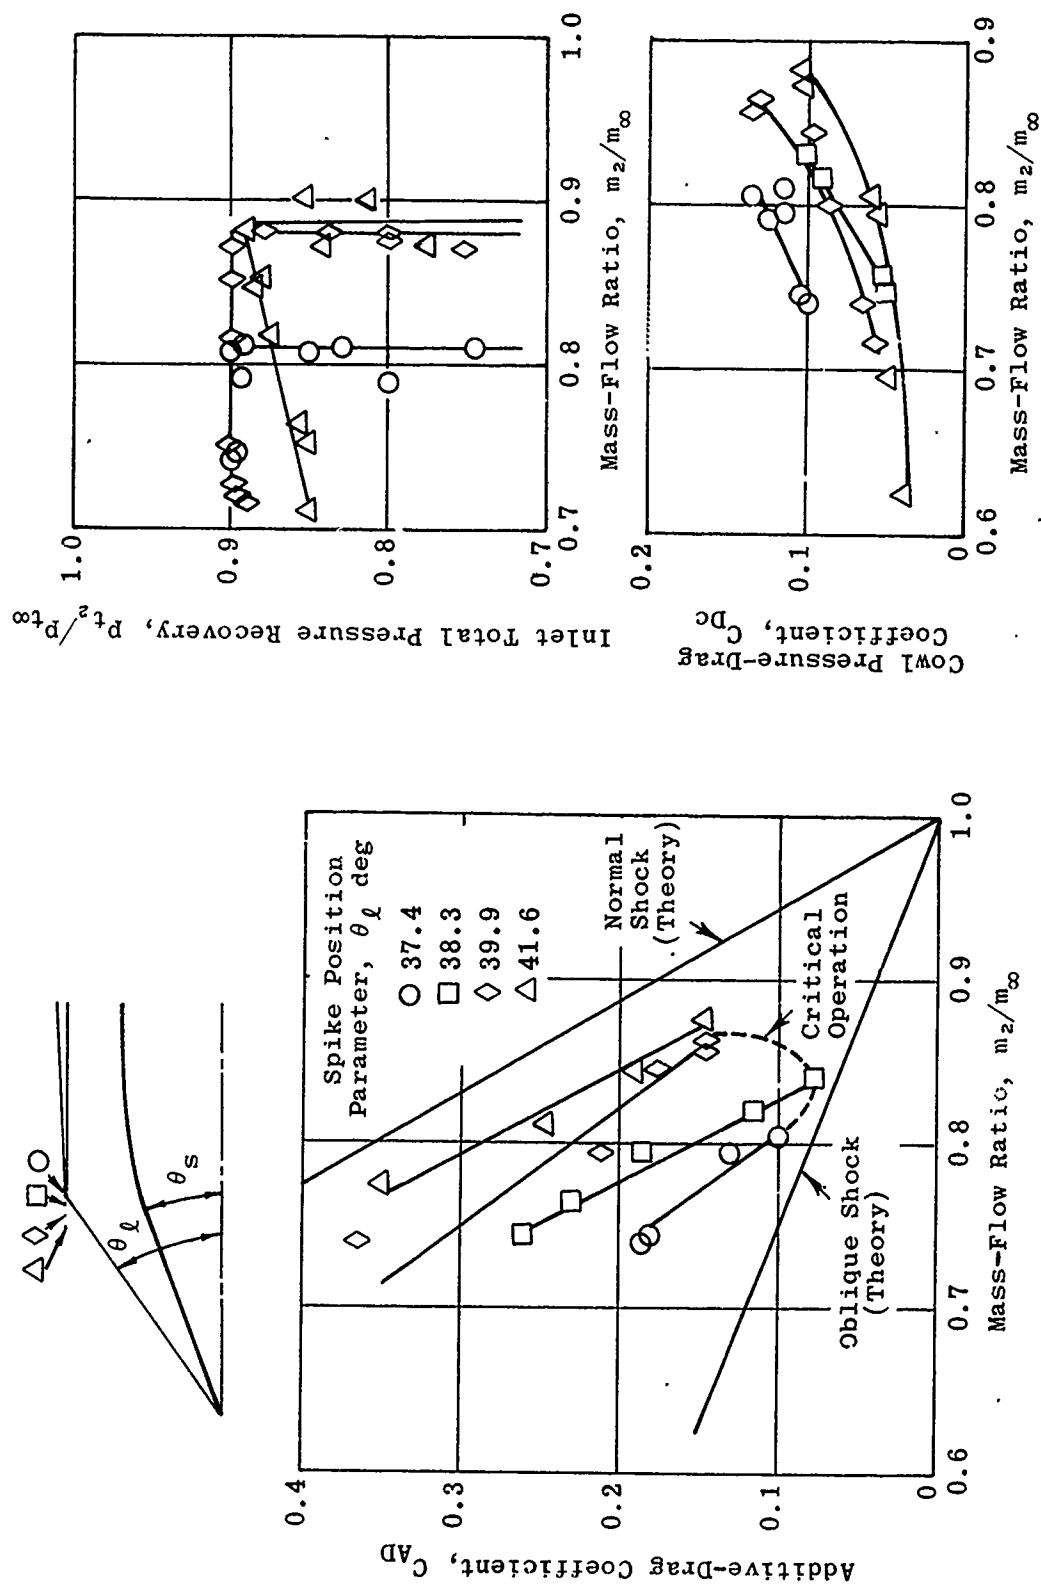 θℓ
θs
Additive-Drag Coefficient, C_AD
0.4
0.3
0.2
0.1
0
0.6
0.7
0.8
0.9
1.0
Mass-Flow Ratio, m₂/m∞
Spike Position
Parameter, θℓ deg
37.4
38.3
39.9
41.6
Normal
Shock
(Theory)
Critical
Operation
Oblique Shock
(Theory)
Inlet Total Pressure Recovery, p_t₂/p_t∞
1.0
0.9
0.8
0.7
0.7
0.8
0.9
1.0
Mass-Flow Ratio, m₂/m∞
Cowl Pressure-Drag
Coefficient, C_Dc
0.2
0.1
0
0.6
0.7
0.8
0.9
Mass-Flow Ratio, m₂/m∞